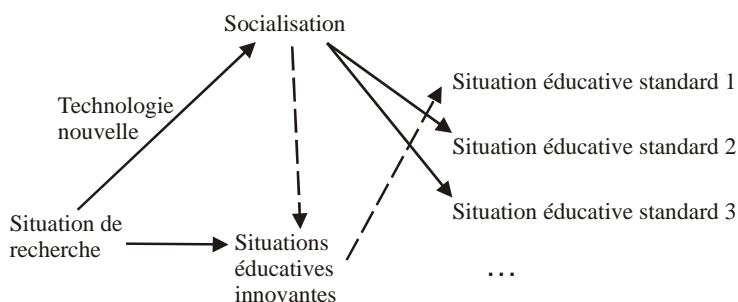 Socialisation
Situation éducative standard 1
Technologie
nouvelle
Situation éducative standard 2
Situation éducative standard 3
Situation de
recherche
Situations
éducatives
innovantes
...